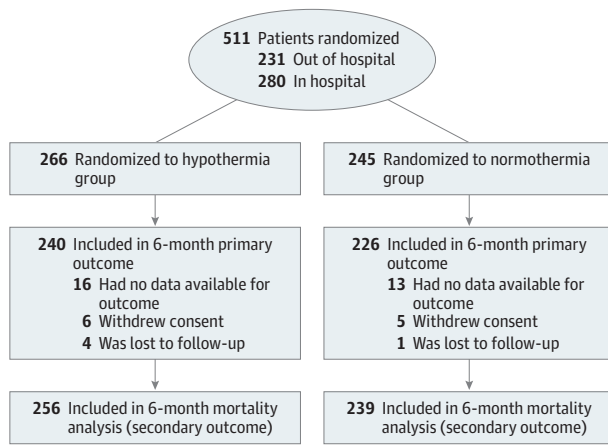 511 Patients randomized
231 Out of hospital
280 In hospital
266 Randomized to hypothermia
group
245 Randomized to normothermia
group
240 Included in 6-month primary
outcome
16 Had no data available for
outcome
6 Withdrew consent
4 Was lost to follow-up
226 Included in 6-month primary
outcome
13 Had no data available for
outcome
5 Withdrew consent
1 Was lost to follow-up
256 Included in 6-month mortality
analysis (secondary outcome)
239 Included in 6-month mortality
analysis (secondary outcome)